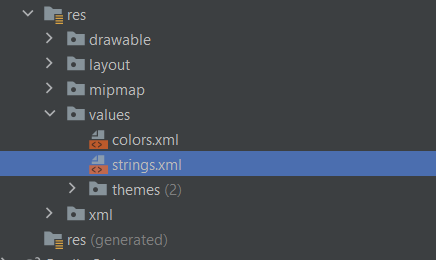 res
drawable
layout
mipmap
values
colors.xml
strings.xml
themes (2)
xml
res (generated)